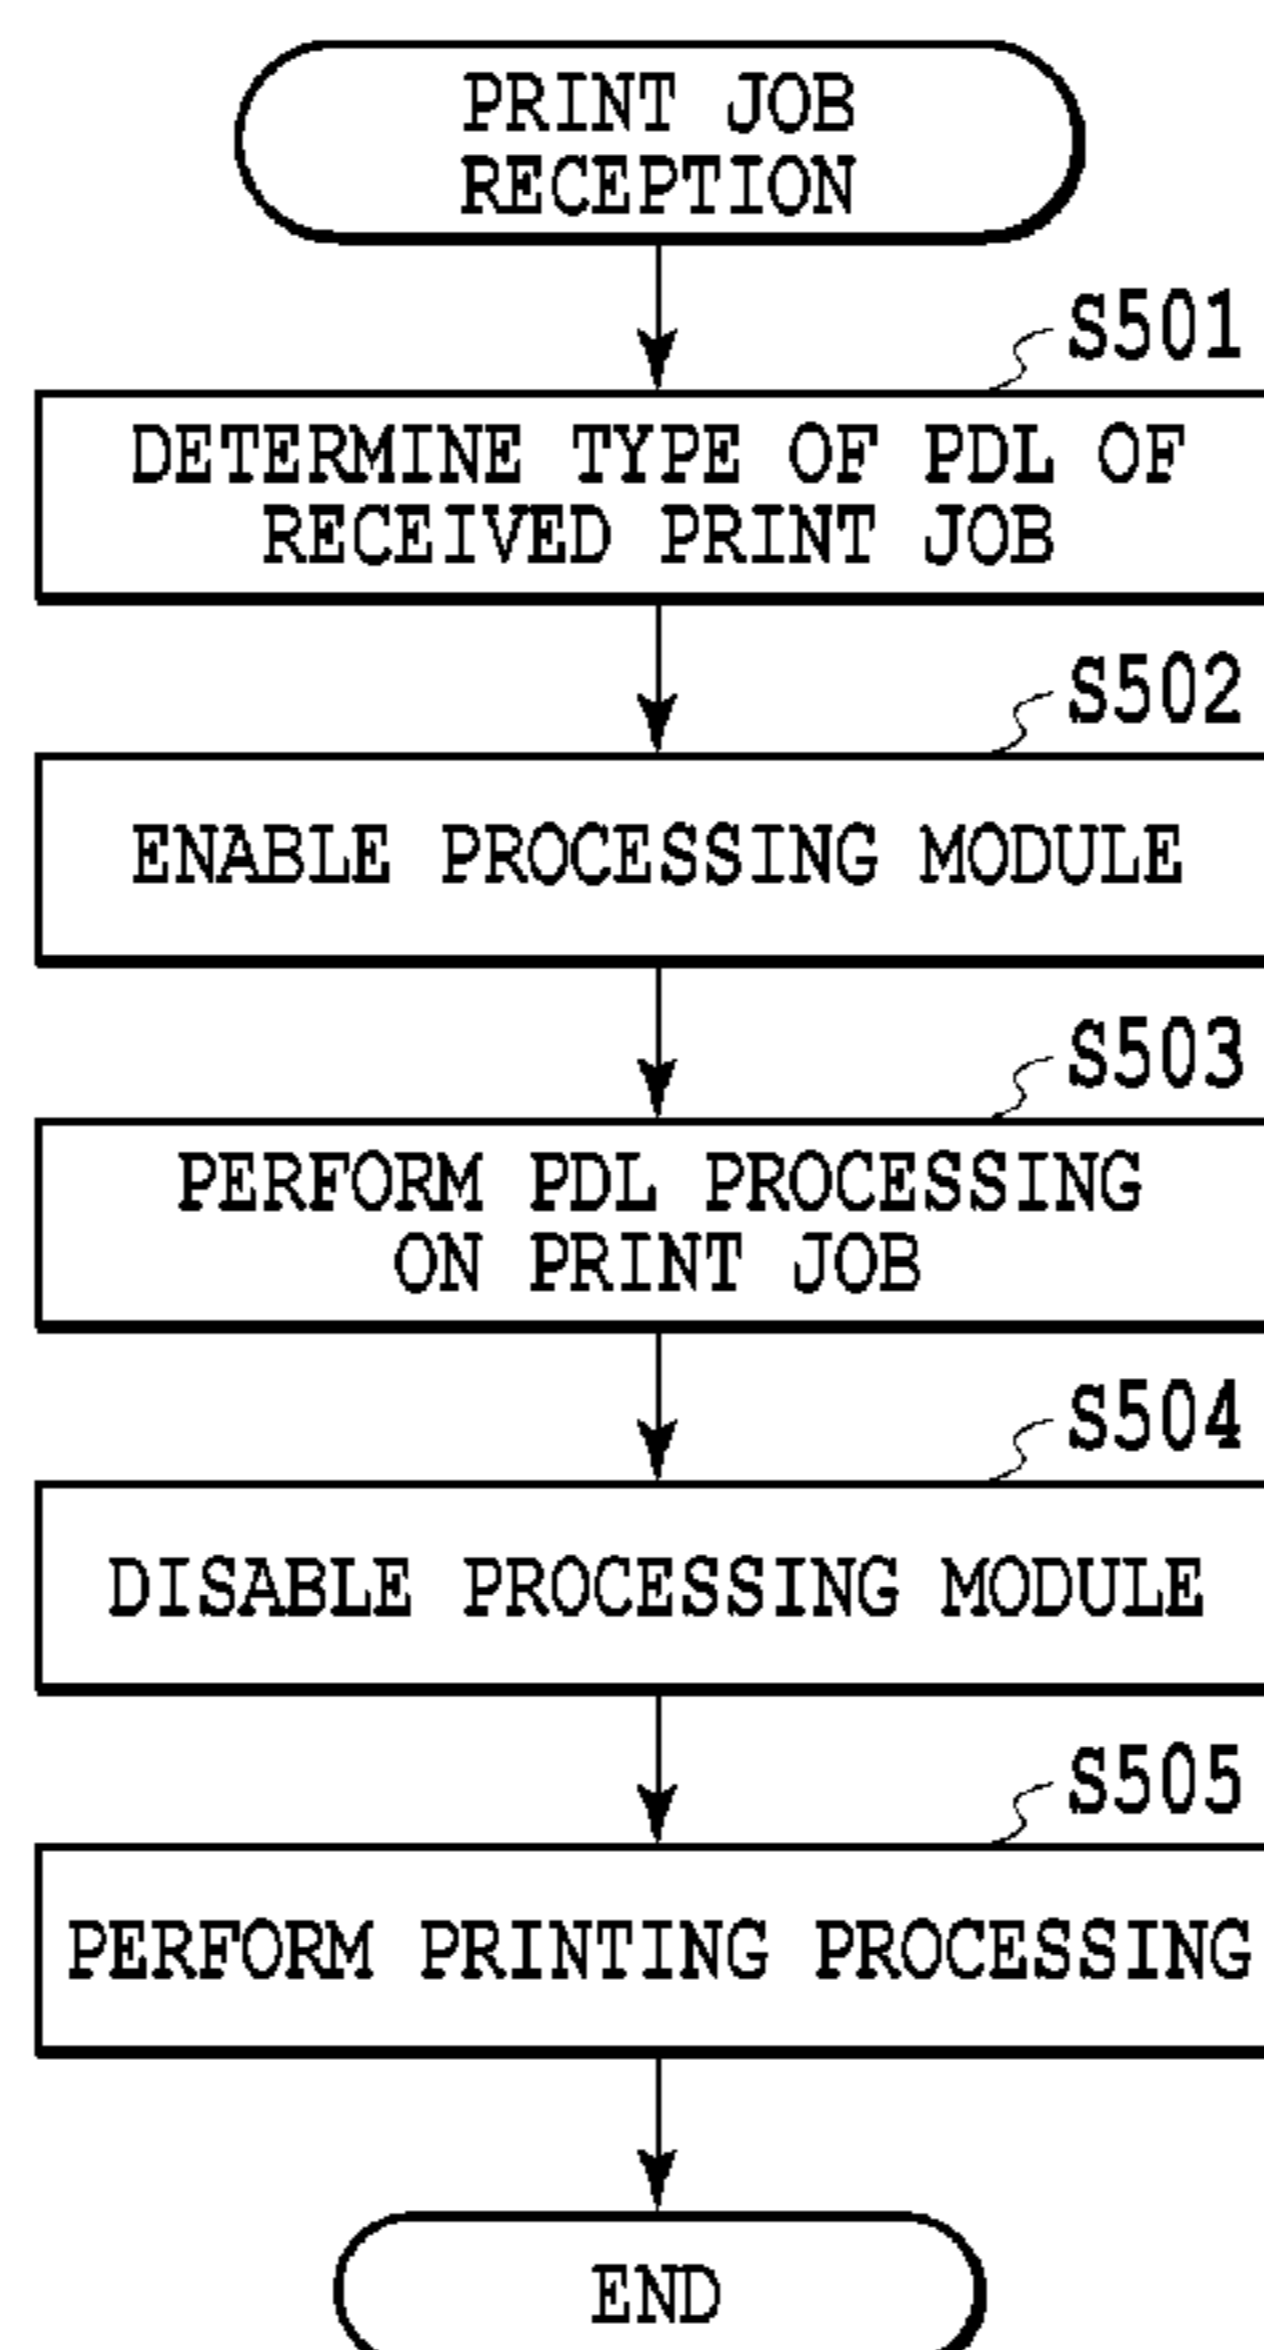 PRINT JOB
RECEPTION
S501
DETERMINE TYPE OF PDL OF
RECEIVED PRINT JOB
S502
ENABLE PROCESSING MODULE
S503
PERFORM PDL PROCESSING
ON PRINT JOB
S504
DISABLE PROCESSING MODULE
S505
PERFORM PRINTING PROCESSING
END